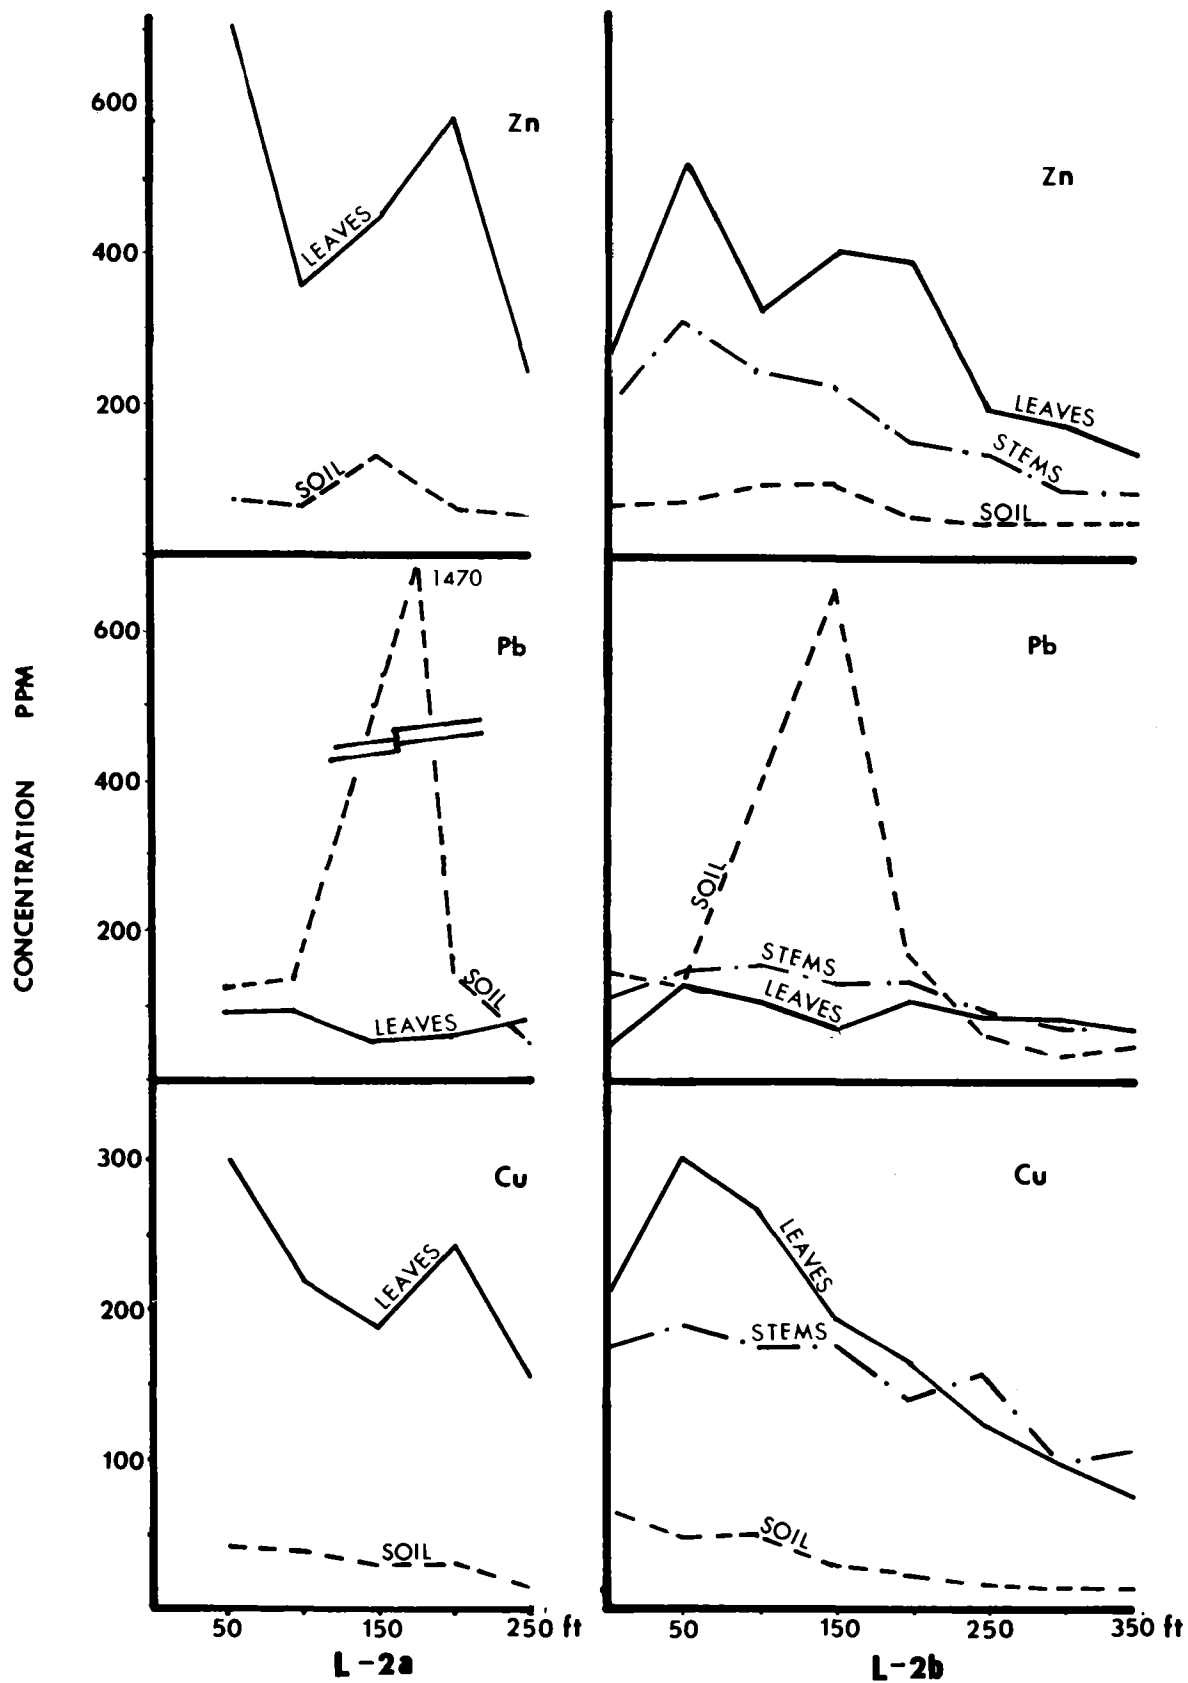 Zn
Zn
600
400
200
LEAVES
SOIL
LEAVES
STEMS
SOIL
CONCENTRATION PPM
1470
Pb
Pb
600
400
200
SOIL
LEAVES
SOIL
STEMS
LEAVES
Cu
Cu
300
200
100
LEAVES
SOIL
LEAVES
STEMS
SOIL
50 150 250 ft
50 150 250 350 ft
L-2a
L-2b